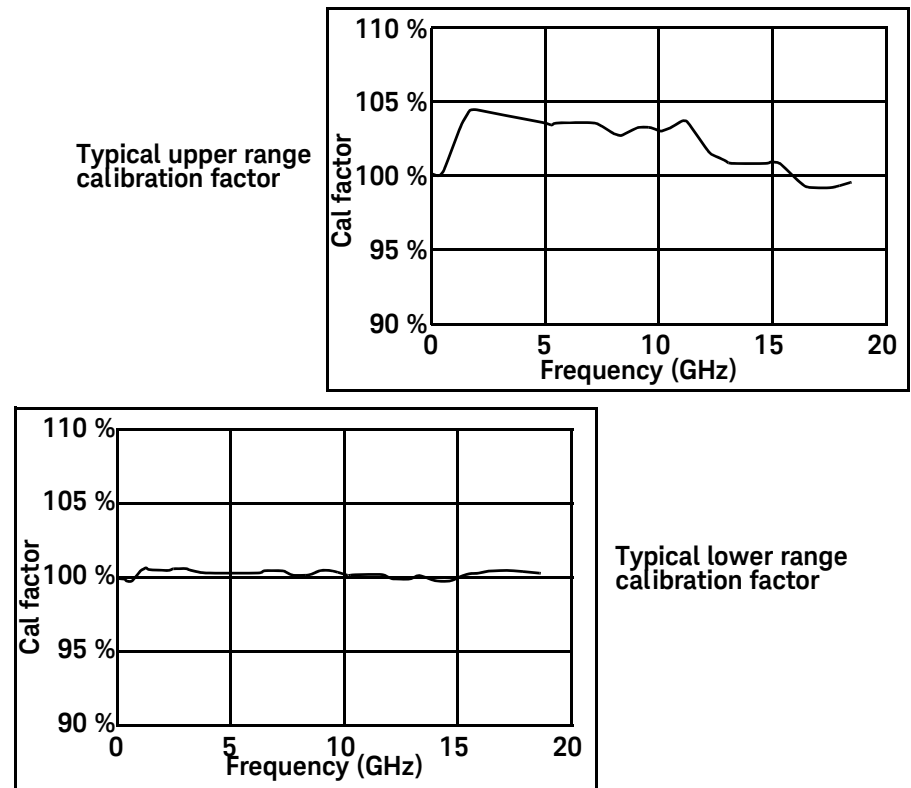 110 %
105 %
100 %
95 %
90 %
Cal factor
0 5 10 15 20
Frequency (GHz)
Typical upper range
calibration factor
110 %
105 %
100 %
95 %
90 %
Cal factor
0 5 10 15 20
Frequency (GHz)
Typical lower range
calibration factor